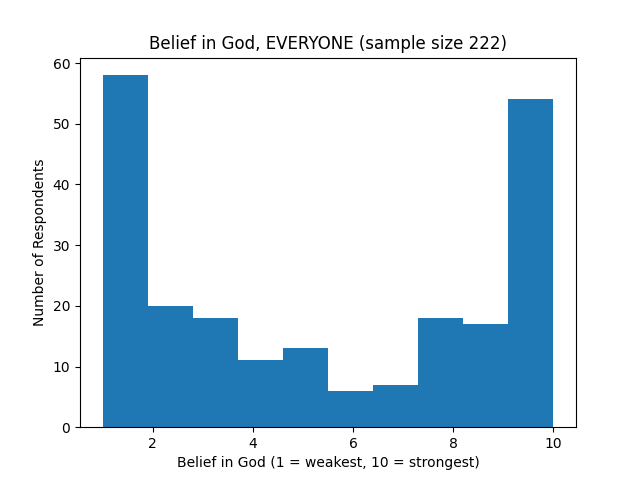 Belief in God, EVERYONE (sample size 222)
Number of Respondents
60
50
40
30
20
10
0
2 4 6 8 10
Belief in God (1 = weakest, 10 = strongest)